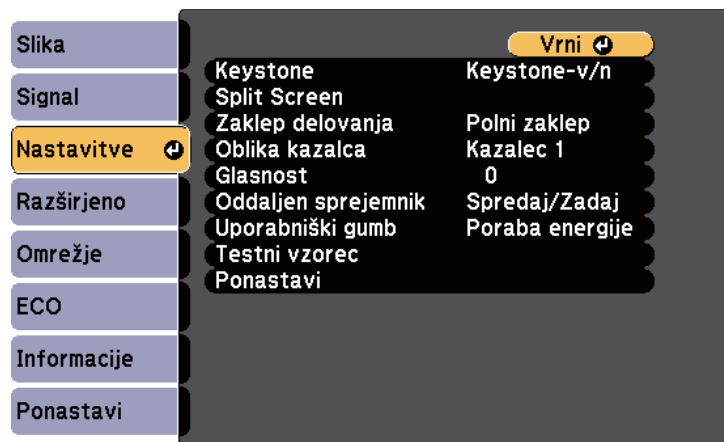 Slika
Signal
Nastavitve
Razširjeno
Omrežje
ECO
Informacije
Ponastavi
Vrni
Keystone Keystone-v/n
Split Screen
Zaklep delovanja Polni zaklep
Oblika kazalca Kazalec 1
Glasnost 0
Oddaljen sprejemnik Spredaj/Zadaj
Uporabniški gumb Poraba energije
Testni vzorec
Ponastavi